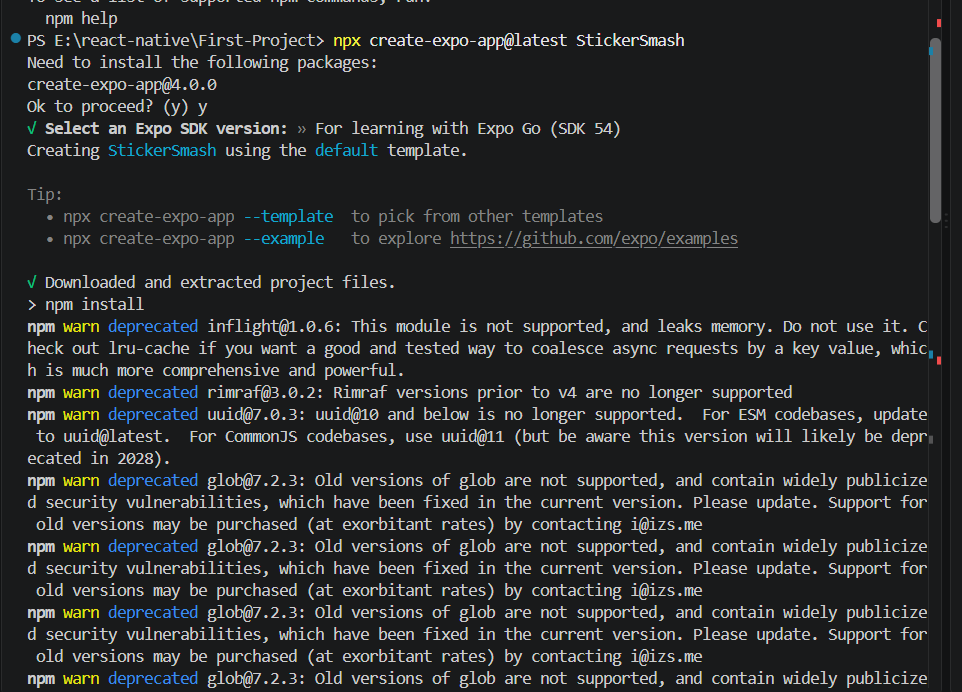 To see a list of supported npm commands, run:
  npm help
PS E:\react-native\First-Project> npx create-expo-app@latest StickerSmash
Need to install the following packages:
create-expo-app@4.0.0
Ok to proceed? (y) y
√ Select an Expo SDK version: » For learning with Expo Go (SDK 54)
Creating StickerSmash using the default template.
Tip:
  • npx create-expo-app --template  to pick from other templates
  • npx create-expo-app --example   to explore https://github.com/expo/examples
√ Downloaded and extracted project files.
> npm install
npm warn deprecated inflight@1.0.6: This module is not supported, and leaks memory. Do not use it. C
heck out lru-cache if you want a good and tested way to coalesce async requests by a key value, whic
h is much more comprehensive and powerful.
npm warn deprecated rimraf@3.0.2: Rimraf versions prior to v4 are no longer supported
npm warn deprecated uuid@7.0.3: uuid@10 and below is no longer supported.  For ESM codebases, update
 to uuid@latest.  For CommonJS codebases, use uuid@11 (but be aware this version will likely be depr
ecated in 2028).
npm warn deprecated glob@7.2.3: Old versions of glob are not supported, and contain widely publicize
d security vulnerabilities, which have been fixed in the current version. Please update. Support for
 old versions may be purchased (at exorbitant rates) by contacting i@izs.me
npm warn deprecated glob@7.2.3: Old versions of glob are not supported, and contain widely publicize
d security vulnerabilities, which have been fixed in the current version. Please update. Support for
 old versions may be purchased (at exorbitant rates) by contacting i@izs.me
npm warn deprecated glob@7.2.3: Old versions of glob are not supported, and contain widely publicize
d security vulnerabilities, which have been fixed in the current version. Please update. Support for
 old versions may be purchased (at exorbitant rates) by contacting i@izs.me
npm warn deprecated glob@7.2.3: Old versions of glob are not supported, and contain widely publicize